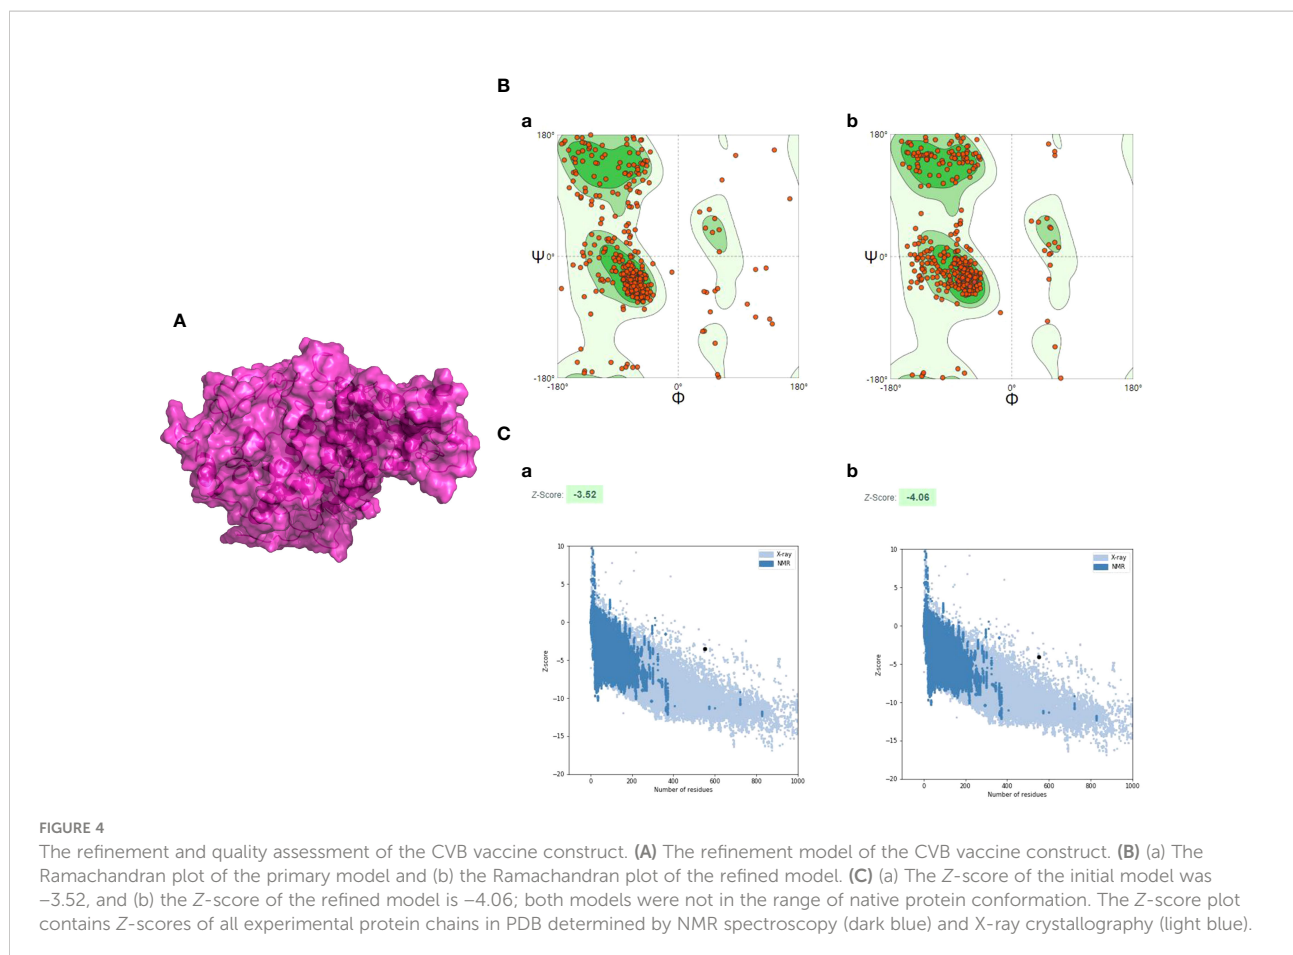 B
a
b
180°
Ψ 0°
-180°
-180°
0°
180°
Φ
180°
Ψ 0°
-180°
-180°
0°
180°
Φ
A
C
a
b
Z-Score: -3.52
Z-Score: -4.06
X-ray
NMR
10
5
0
−5
−10
−15
−20
Z-score
0 200 400 600 800 1000
Number of residues
X-ray
NMR
10
5
0
−5
−10
−15
−20
Z-score
0 200 400 600 800 1000
Number of residues
FIGURE 4
The refinement and quality assessment of the CVB vaccine construct. (A) The refinement model of the CVB vaccine construct. (B) (a) The
Ramachandran plot of the primary model and (b) the Ramachandran plot of the refined model. (C) (a) The Z-score of the initial model was
−3.52, and (b) the Z-score of the refined model is −4.06; both models were not in the range of native protein conformation. The Z-score plot
contains Z-scores of all experimental protein chains in PDB determined by NMR spectroscopy (dark blue) and X-ray crystallography (light blue).